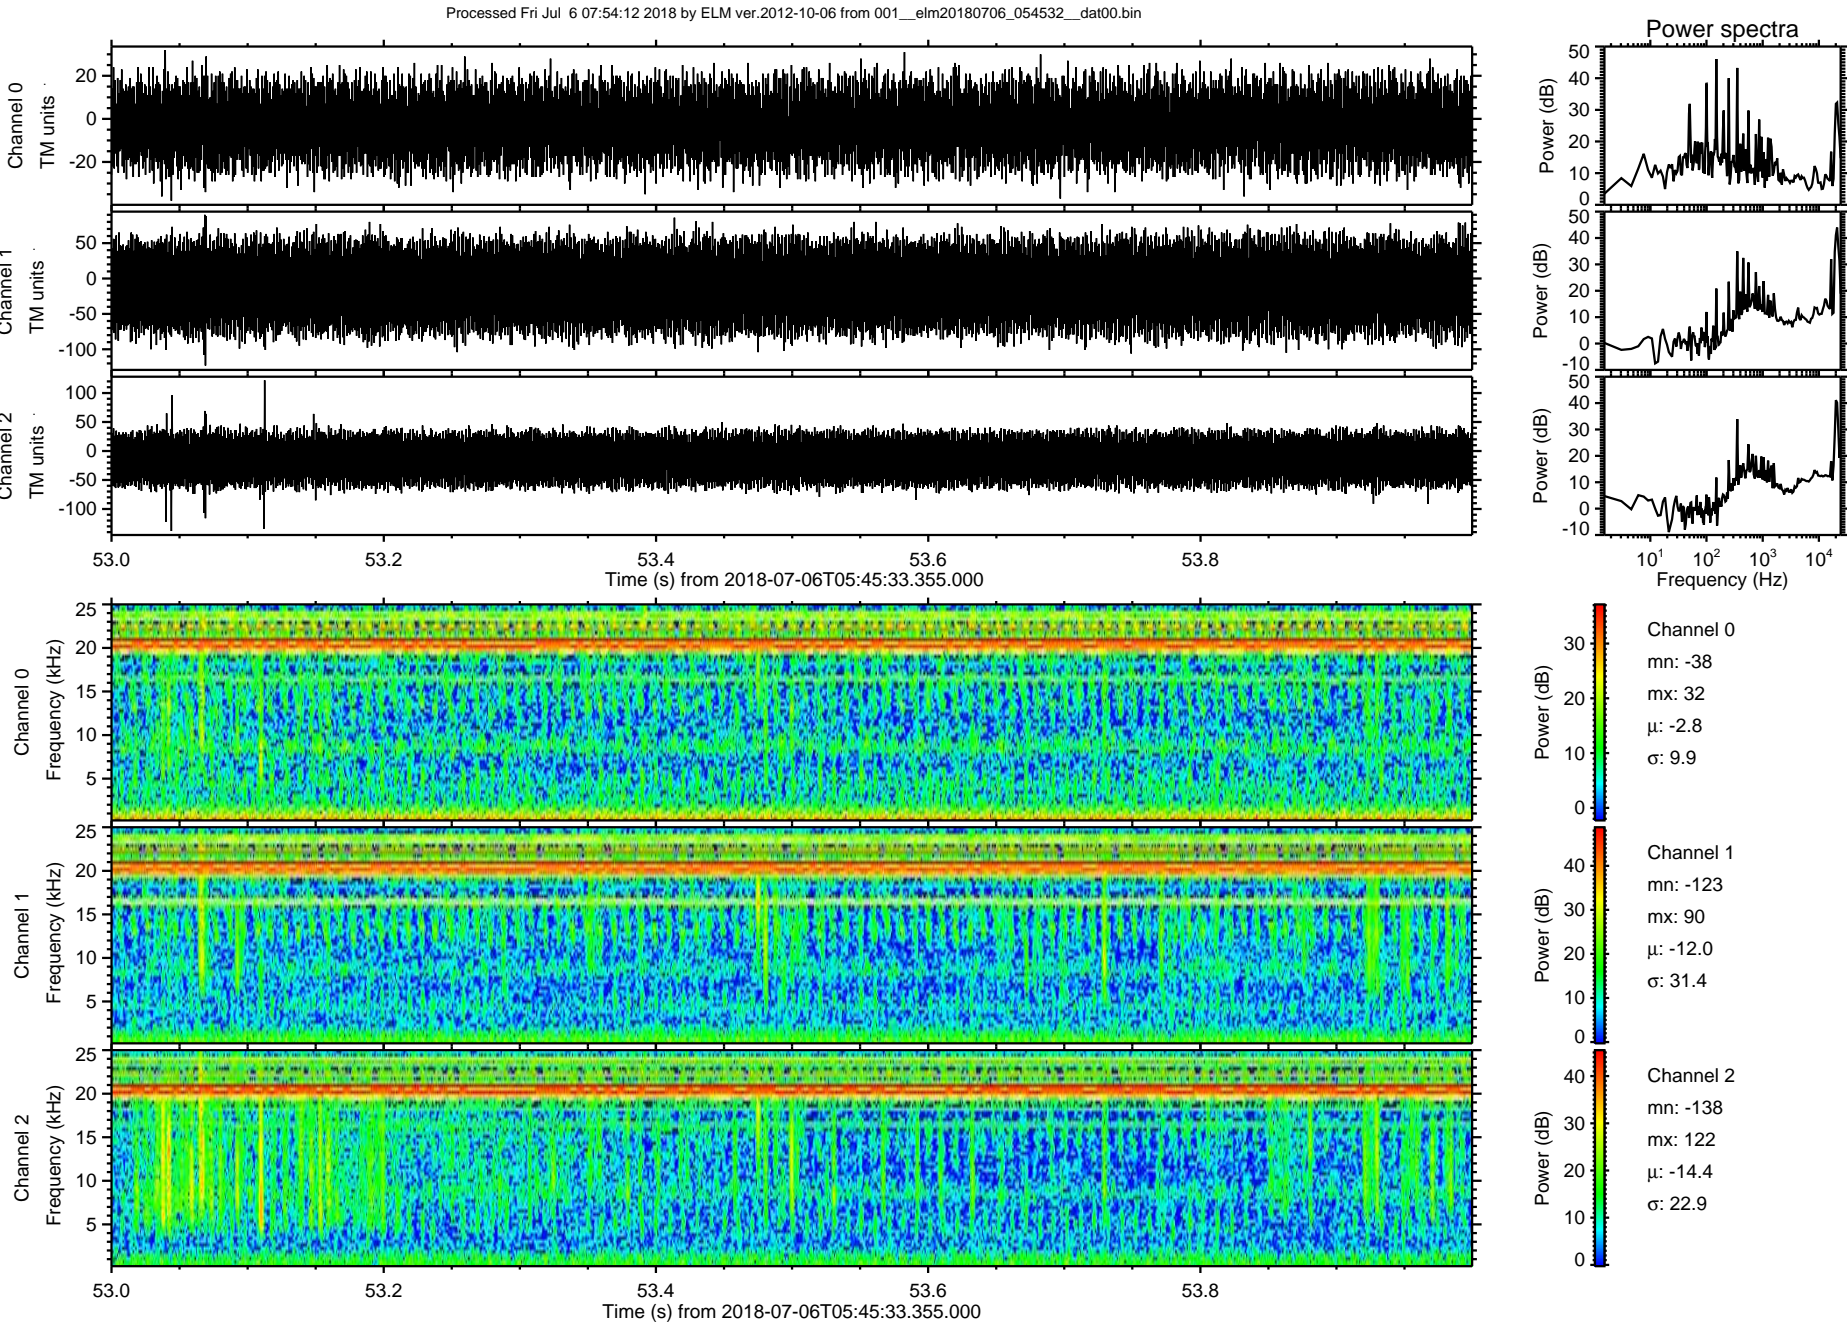 Processed Fri Jul 6 07:54:12 2018 by ELM ver.2012-10-06 from 001__elm20180706_054532__dat00.bin
Power spectra
Channel 0
TM units
20
0
-20
Power (dB)
50
40
30
20
10
0
Channel 1
TM units
50
0
-50
-100
Power (dB)
50
40
30
20
10
0
-10
Channel 2
TM units
100
50
0
-50
-100
Power (dB)
50
40
30
20
10
0
-10
53.0 53.2 53.4 53.6 53.8
Time (s) from 2018-07-06T05:45:33.355.000
10¹ 10² 10³ 10⁴
Frequency (Hz)
Channel 0
Frequency (kHz)
25
20
15
10
5
Power (dB)
30
20
10
0
Channel 0
mn: -38
mx: 32
μ: -2.8
σ: 9.9
Channel 1
Frequency (kHz)
25
20
15
10
5
Power (dB)
40
30
20
10
0
Channel 1
mn: -123
mx: 90
μ: -12.0
σ: 31.4
Channel 2
Frequency (kHz)
25
20
15
10
5
Power (dB)
40
30
20
10
0
Channel 2
mn: -138
mx: 122
μ: -14.4
σ: 22.9
53.0 53.2 53.4 53.6 53.8
Time (s) from 2018-07-06T05:45:33.355.000